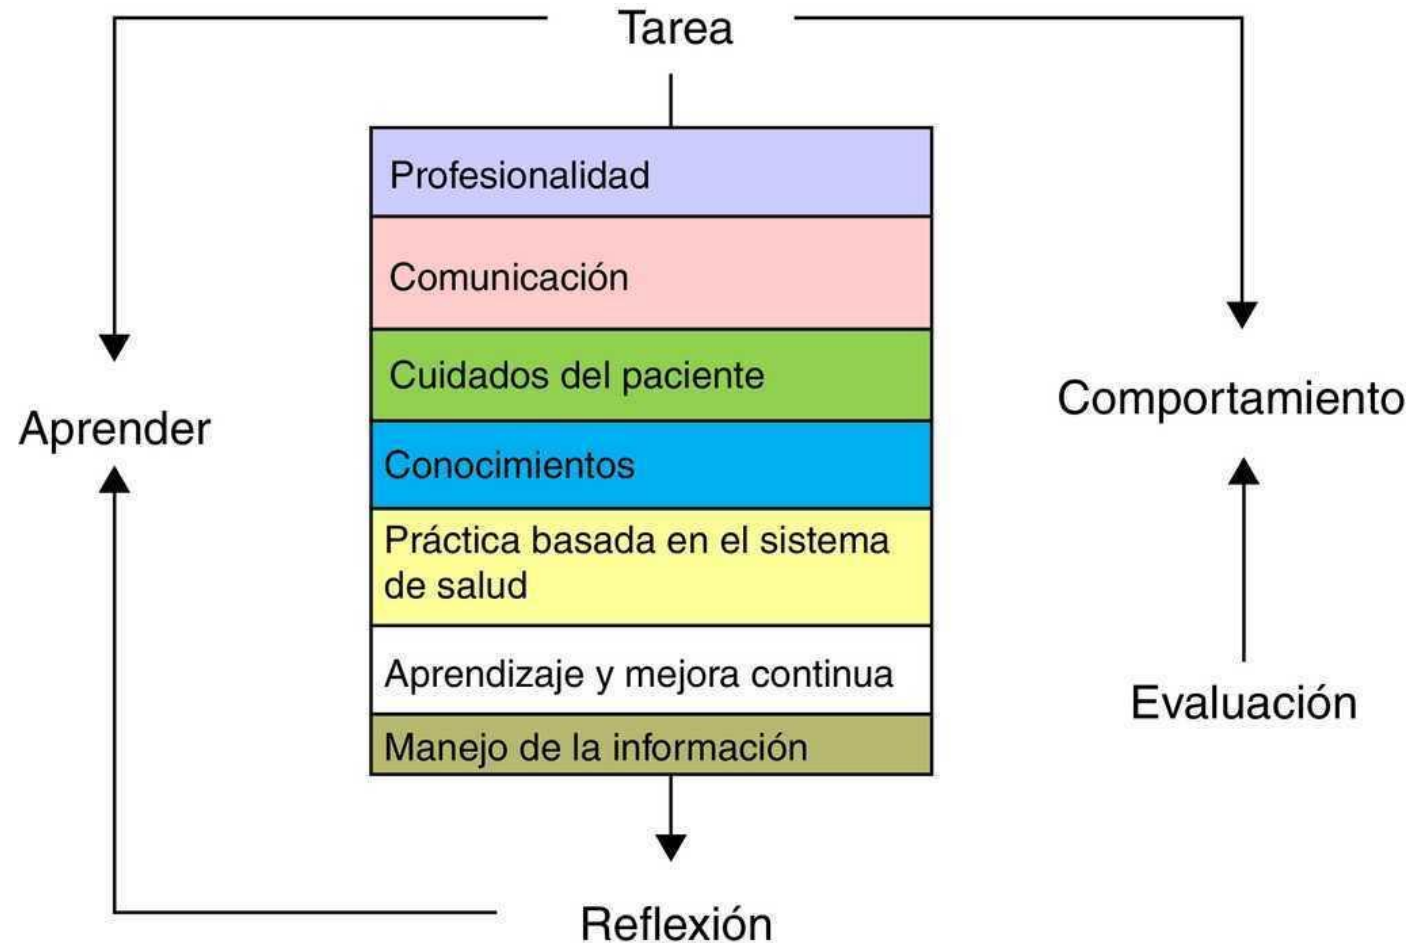 Tarea
Profesionalidad
Comunicación
Cuidados del paciente
Conocimientos
Práctica basada en el sistema
de salud
Aprendizaje y mejora continua
Manejo de la información
Aprender
Comportamiento
Evaluación
Reflexión